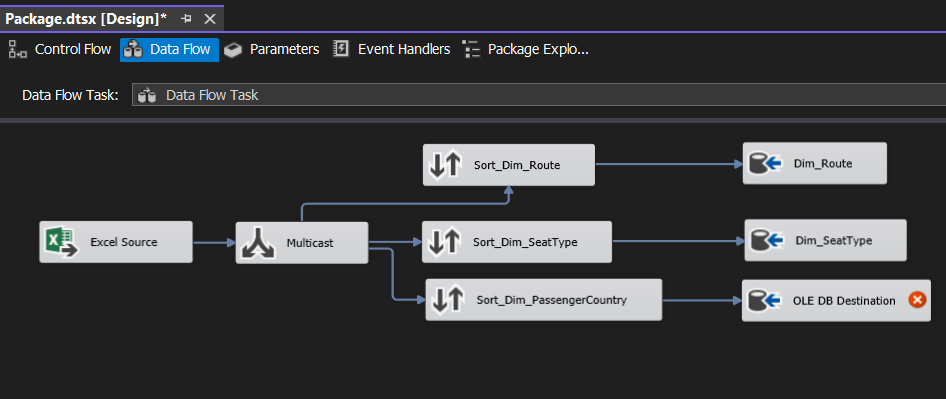 Package.dtsx [Design]*
Control Flow
Data Flow
Parameters
Event Handlers
Package Explo...
Data Flow Task:
Data Flow Task
Sort_Dim_Route
Dim_Route
Excel Source
Multicast
Sort_Dim_SeatType
Dim_SeatType
Sort_Dim_PassengerCountry
OLE DB Destination